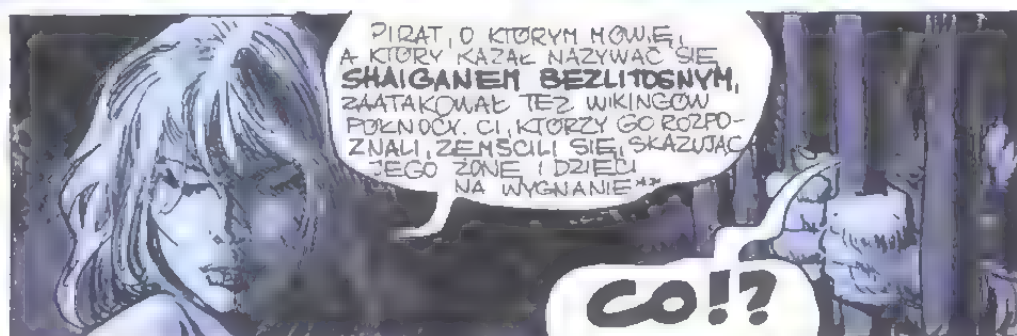 PIRAT, O KTÓRYM MÓWIĘ,
A KTÓRY KAZAŁ NAZYWAĆ SIĘ
SHAIGANEM BEZLITOSNYM,
ZAATAKOWAŁ TEŻ WIKINGÓW
PÓŁNOCY. CI, KTÓRZY GO ROZPO-
ZNALI, ZEMŚCILI SIĘ, SKAZUJĄC
JEGO ŻONĘ I DZIECI
NA WYGNANIE**
CO!?